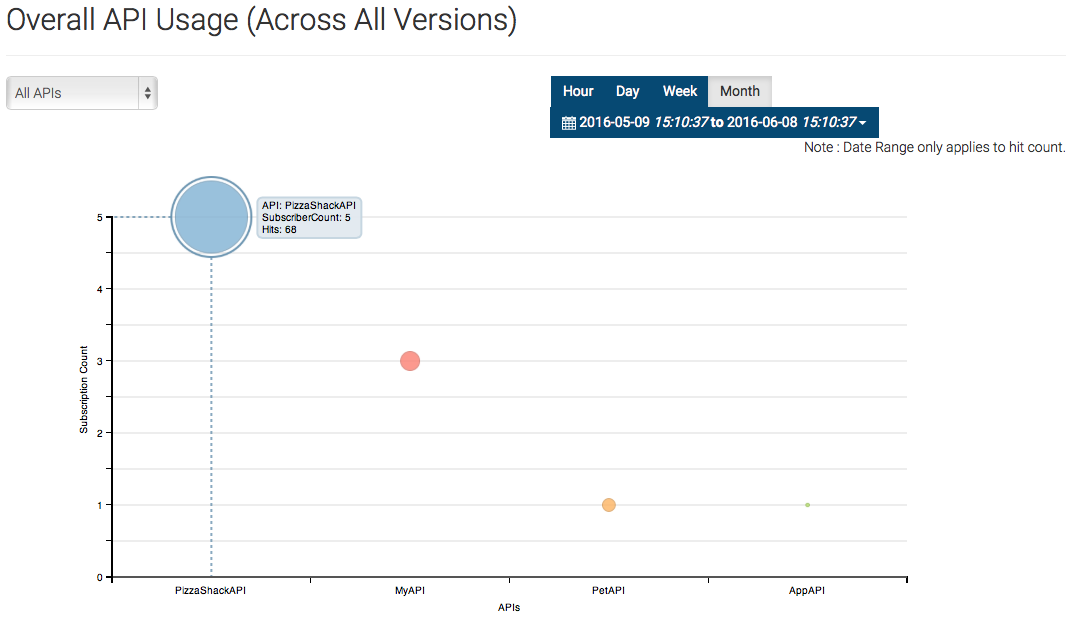 Overall API Usage (Across All Versions)
All APIs
Hour Day Week Month
2016-05-09 15:10:37 to 2016-06-08 15:10:37
Note : Date Range only applies to hit count.
API: PizzaShackAPI
SubscriberCount: 5
Hits: 68
5
4
3
2
1
0
Subscription Count
PizzaShackAPI MyAPI PetAPI AppAPI
APIs